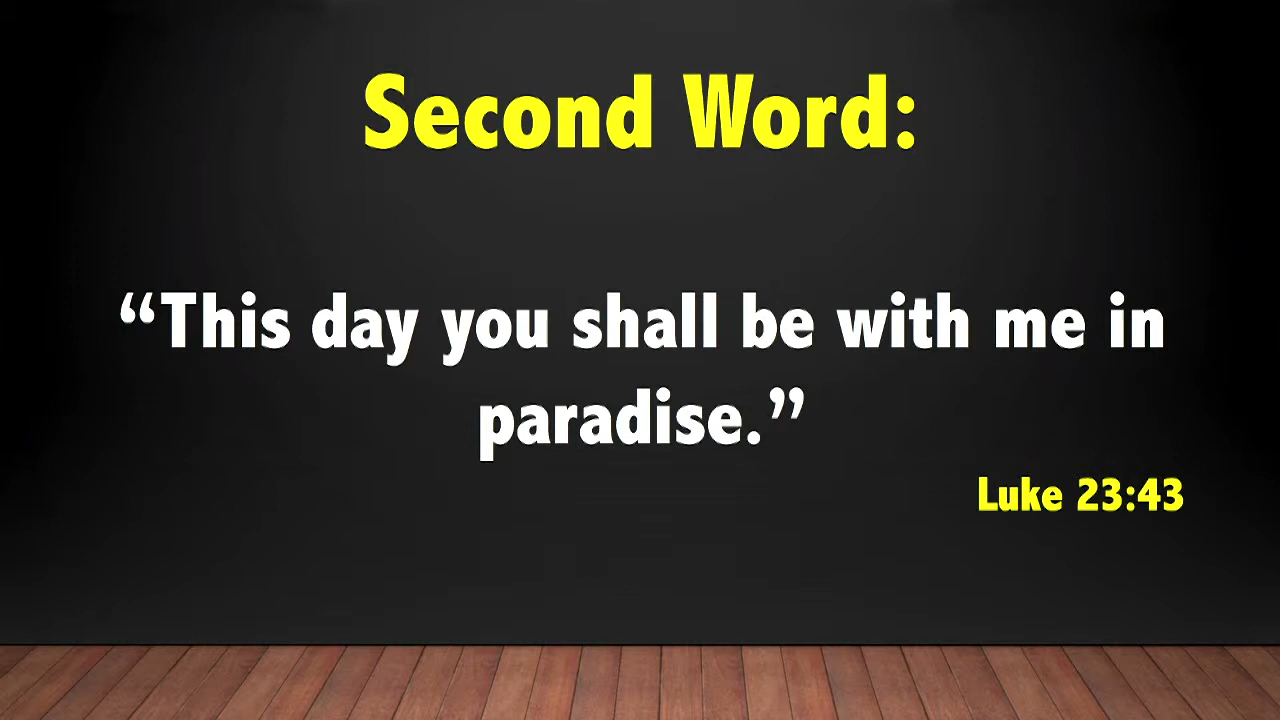 Second Word:
“This day you shall be with me in
paradise.”
Luke 23:43